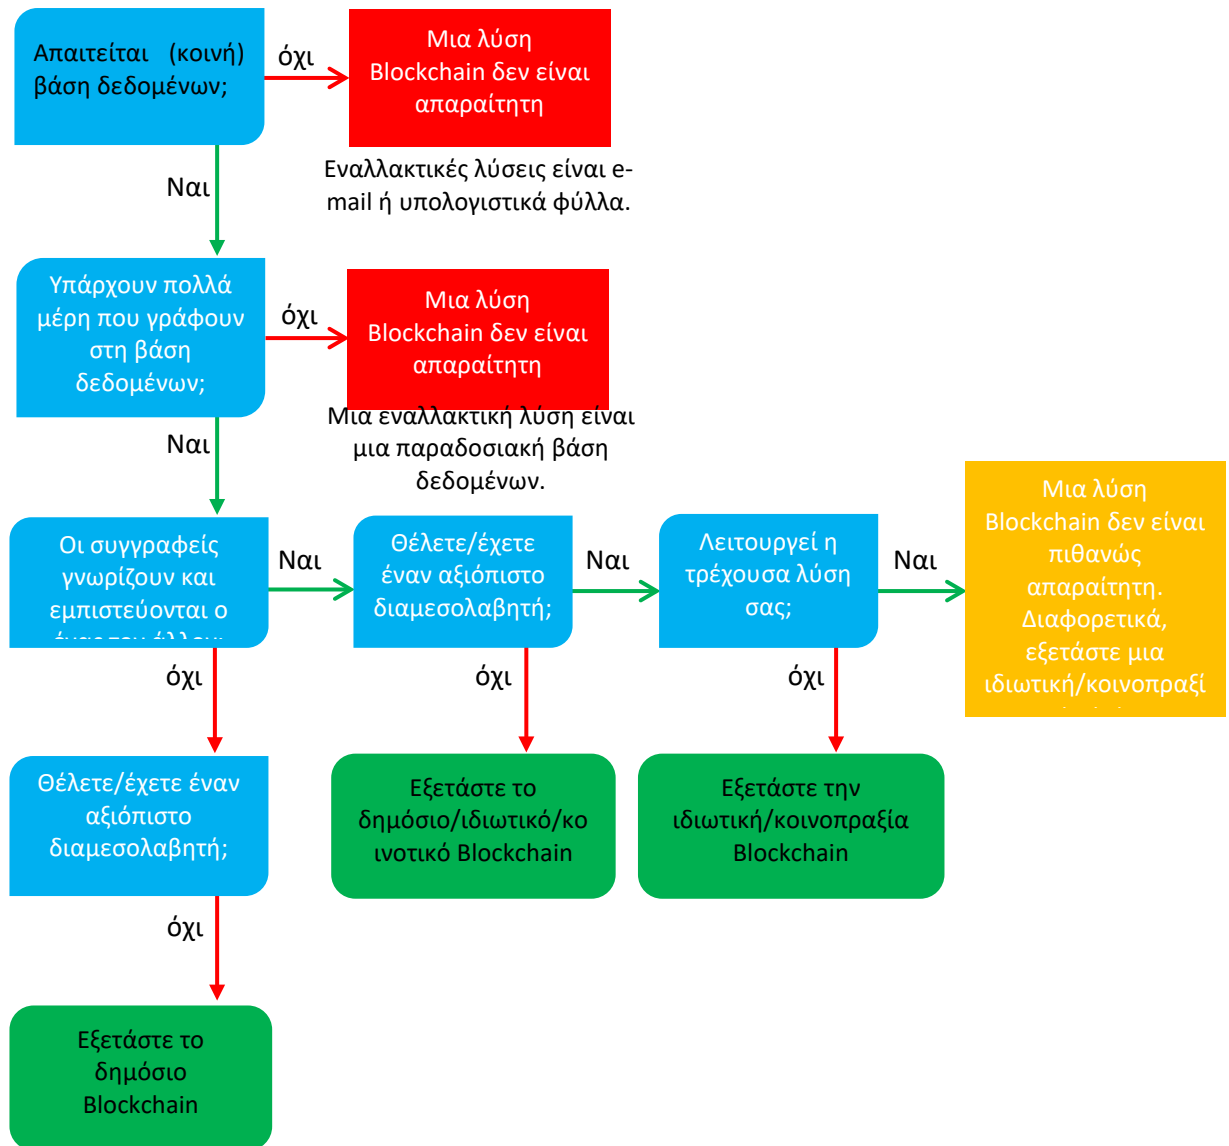 Απαιτείται (κοινή)
βάση δεδομένων;
όχι
Μια λύση
Blockchain δεν είναι
απαραίτητη
Εναλλακτικές λύσεις είναι e-
mail ή υπολογιστικά φύλλα.
Ναι
Υπάρχουν πολλά
μέρη που γράφουν
στη βάση
δεδομένων;
όχι
Μια λύση
Blockchain δεν είναι
απαραίτητη
Μια εναλλακτική λύση είναι
μια παραδοσιακή βάση
δεδομένων.
Ναι
Οι συγγραφείς
γνωρίζουν και
εμπιστεύονται ο
Ναι
Θέλετε/έχετε
έναν αξιόπιστο
διαμεσολαβητή;
Ναι
Λειτουργεί η
τρέχουσα λύση
σας;
Ναι
Μια λύση
Blockchain δεν είναι
πιθανώς
απαραίτητη.
Διαφορετικά,
εξετάστε μια
ιδιωτική/κοινοπραξί
όχι
όχι
όχι
Θέλετε/έχετε έναν
αξιόπιστο
διαμεσολαβητή;
Εξετάστε το
δημόσιο/ιδιωτικό/κο
ινοτικό Blockchain
Εξετάστε την
ιδιωτική/κοινοπραξία
Blockchain
όχι
Εξετάστε το
δημόσιο
Blockchain